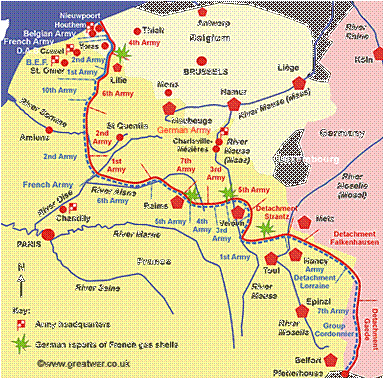 Nieuwpoort
Houthem
Belgian Army
French Army
D.A.
Cassel
Ypres
B.E.F.
St. Omer
2nd Army
1st Army
10th Army
4th Army
Thielt
Antwerp
Belgium
BRUSSELS
Lille
6th Army
Mons
Namur
Liège
River Meuse (Maas)
River Rhine
Köln
River Somme
Amiens
St Quentin
2nd Army
2nd Army
Maubeuge
German Army
Charleville-
Mézières
River
Meuse
(Maas)
Germany
River
Moselle
(Mosel)
1st
Army
7th
Army
3rd
Army
5th Army
French Army
River Aisne
6th Army
Reims
5th Army
4th
Army
3rd
Army
Verdun
Detachment
Strantz
Metz
Detachment
Falkenhausen
River Oise
Chantilly
PARIS
River Marne
River Marne
France
River Seine
1st Army
Toul
Nancy
Army
Detachment
Lorraine
River
Meuse
Epinal
7th Army
River
Moselle
Group
Cordonnier
Detachment
Gaede
Belfort
Pfetterhouse
N
Key:
Army headquarters
German reports of French gas shells
©www.greatwar.co.uk